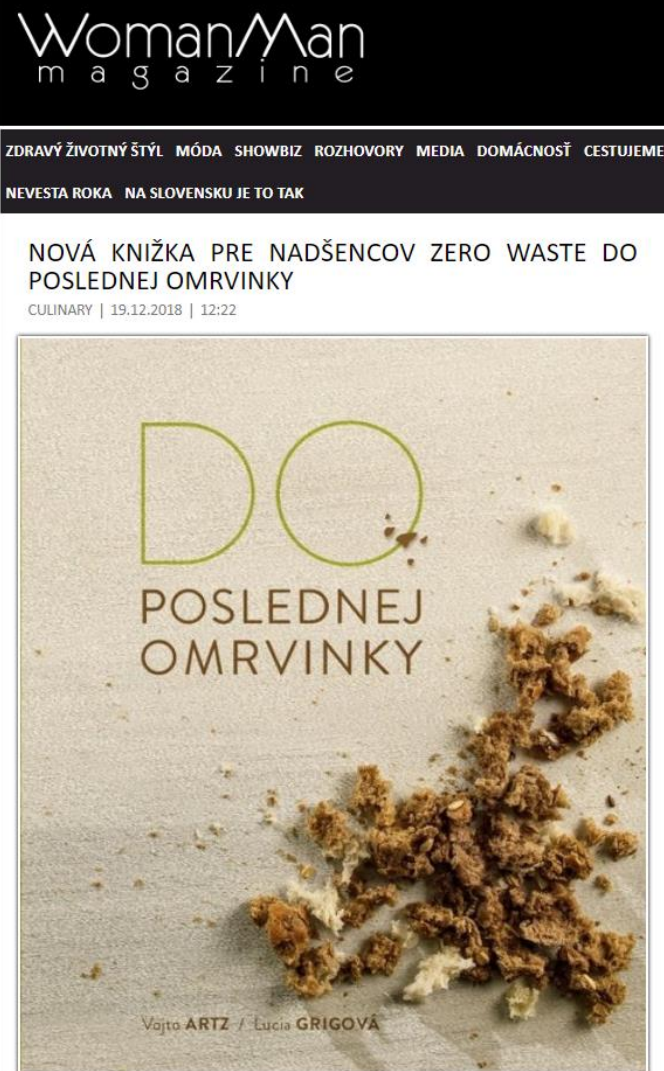 WomanMan
magazine
ZDRAVÝ ŽIVOTNÝ ŠTÝL MÓDA SHOWBIZ ROZHOVORY MEDIA DOMÁCNOSŤ CESTUJEME
NEVESTA ROKA NA SLOVENSKU JE TO TAK
NOVÁ KNIŽKA PRE NADŠENCOV ZERO WASTE DO
POSLEDNEJ OMRVINKY
CULINARY | 19.12.2018 | 12:22
DO
POSLEDNEJ
OMRVINKY
Vojto ARTZ / Lucia GRIGOVÁ